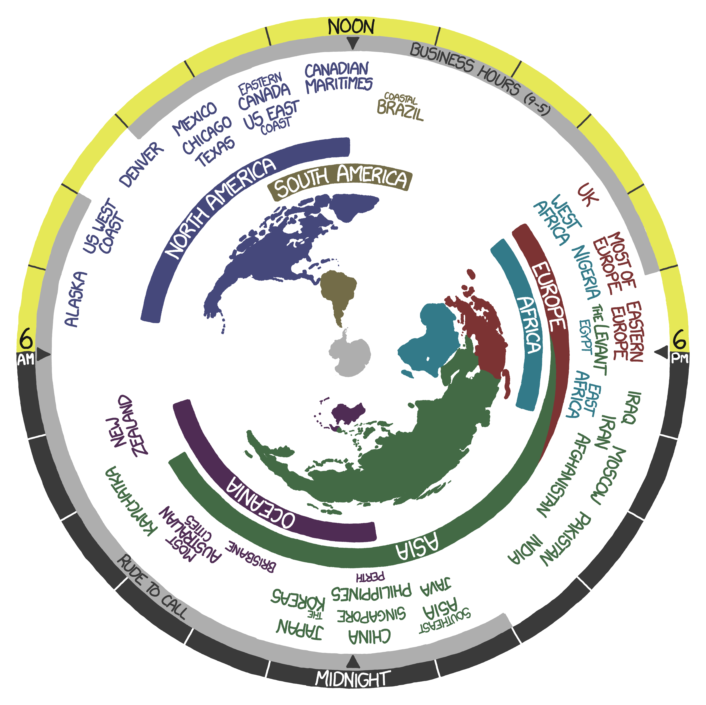 NOON
BUSINESS HOURS (9-5)
CANADIAN
MARITIMES
EASTERN
CANADA
US EAST
COAST
COASTAL
BRAZIL
MEXICO
CHICAGO
TEXAS
DENVER
US WEST
COAST
ALASKA
NORTH AMERICA
SOUTH AMERICA
UK
WEST
AFRICA
MOST OF
EUROPE
NIGERIA
EASTERN
EUROPE
THE LEVANT
EGYPT
EUROPE
AFRICA
6
AM
6
PM
EAST
AFRICA
IRAQ
IRAN
MOSCOW
AFGHANISTAN
PAKISTAN
INDIA
NEW
ZEALAND
KAMCHATKA
MOST
AUSTRALIAN
CITIES
BRISBANE
OCEANIA
ASIA
PERTH
PHILIPPINES
JAVA
THE
KOREAS
SINGAPORE
SOUTHEAST
ASIA
JAPAN
CHINA
RUDE TO CALL
MIDNIGHT